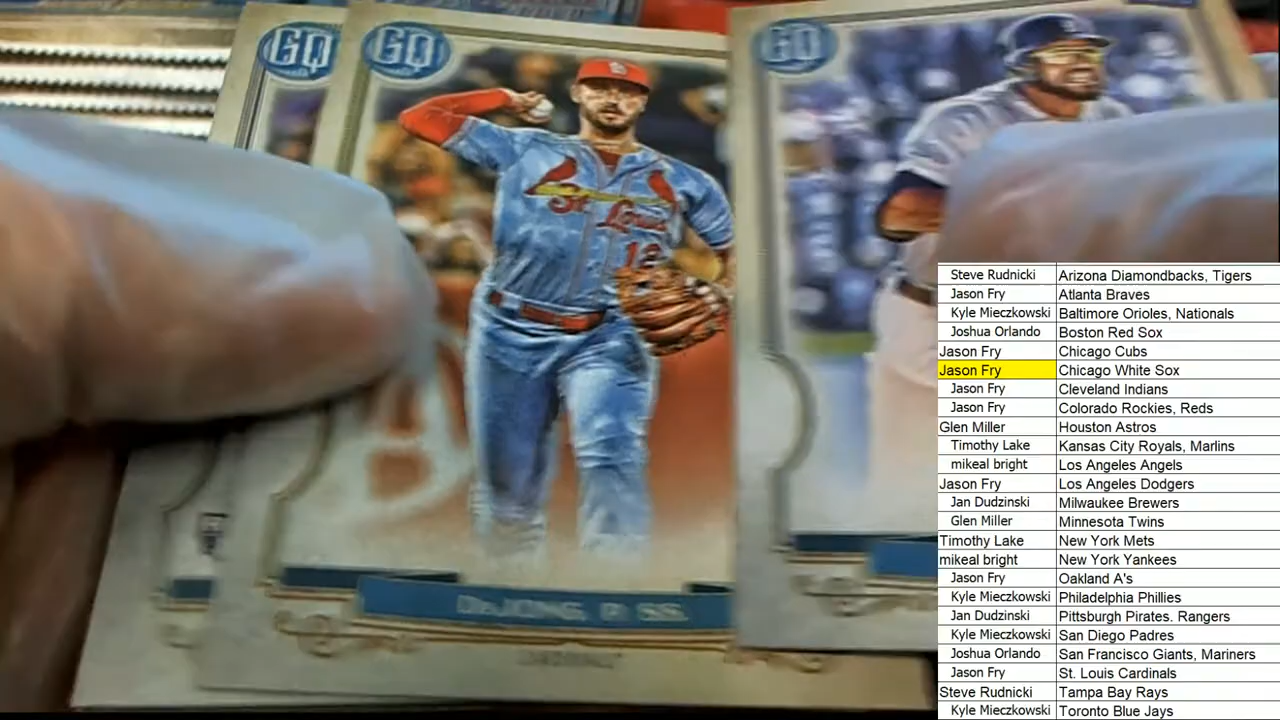 GQ
GQ
GQ
St. Louis
12
DeJONG, P. SS.
Steve Rudnicki Arizona Diamondbacks, Tigers
Jason Fry Atlanta Braves
Kyle Mieczkowski Baltimore Orioles, Nationals
Joshua Orlando Boston Red Sox
Jason Fry Chicago Cubs
Jason Fry Chicago White Sox
Jason Fry Cleveland Indians
Jason Fry Colorado Rockies, Reds
Glen Miller Houston Astros
Timothy Lake Kansas City Royals, Marlins
mikeal bright Los Angeles Angels
Jason Fry Los Angeles Dodgers
Jan Dudzinski Milwaukee Brewers
Glen Miller Minnesota Twins
Timothy Lake New York Mets
mikeal bright New York Yankees
Jason Fry Oakland A's
Kyle Mieczkowski Philadelphia Phillies
Jan Dudzinski Pittsburgh Pirates. Rangers
Kyle Mieczkowski San Diego Padres
Joshua Orlando San Francisco Giants, Mariners
Jason Fry St. Louis Cardinals
Steve Rudnicki Tampa Bay Rays
Kyle Mieczkowski Toronto Blue Jays